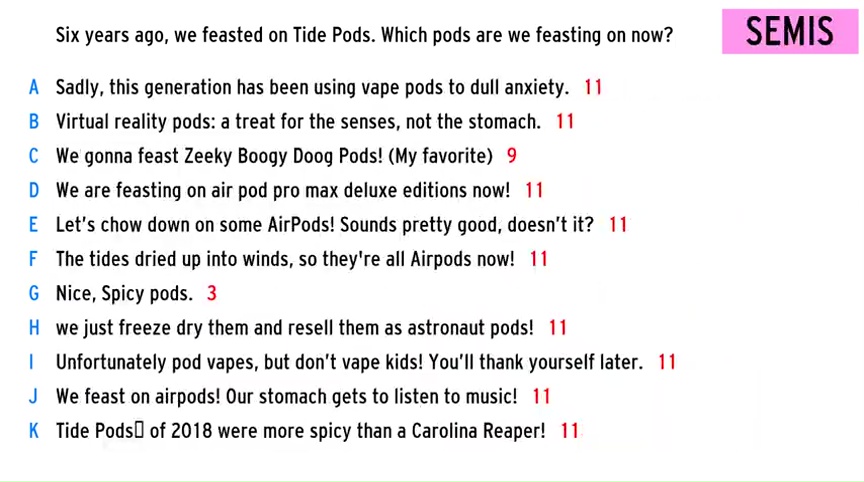 Six years ago, we feasted on Tide Pods. Which pods are we feasting on now?
SEMIS
A Sadly, this generation has been using vape pods to dull anxiety. 11
B Virtual reality pods: a treat for the senses, not the stomach. 11
C We gonna feast Zeeky Boogy Doog Pods! (My favorite) 9
D We are feasting on air pod pro max deluxe editions now! 11
E Let’s chow down on some AirPods! Sounds pretty good, doesn’t it? 11
F The tides dried up into winds, so they're all Airpods now! 11
G Nice, Spicy pods. 3
H we just freeze dry them and resell them as astronaut pods! 11
I Unfortunately pod vapes, but don’t vape kids! You’ll thank yourself later. 11
J We feast on airpods! Our stomach gets to listen to music! 11
K Tide Pods▯ of 2018 were more spicy than a Carolina Reaper! 11